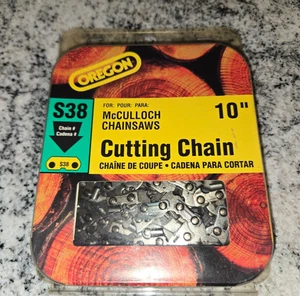 OREGON
S38
Chain #
Cadena #
S38
FOR: POUR: PARA:
McCULLOCH
CHAINSAWS
10"
Cutting Chain
CHAÎNE DE COUPE • CADENA PARA CORTAR